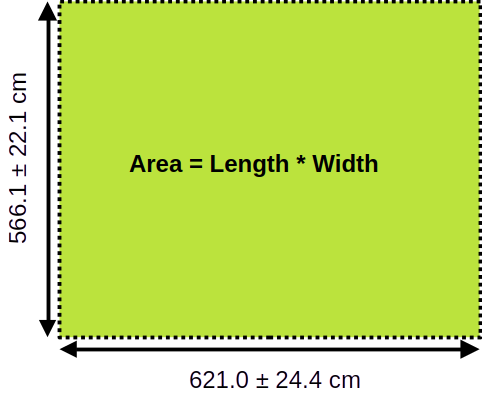 566.1 ± 22.1 cm
Area = Length * Width
621.0 ± 24.4 cm